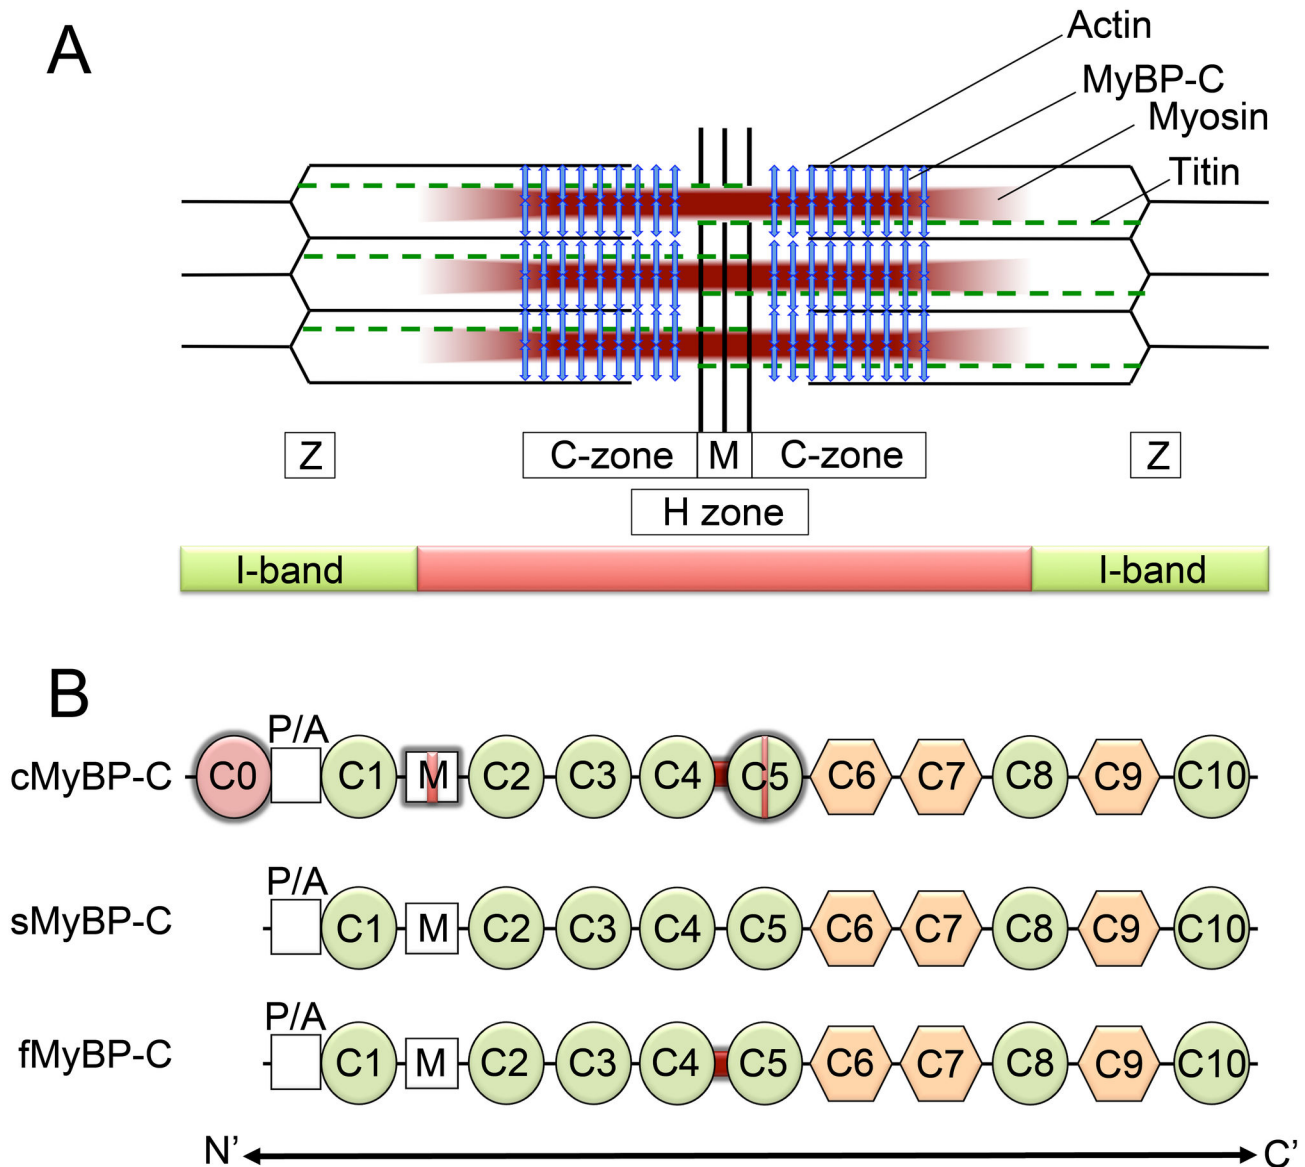 A
Actin
MyBP-C
Myosin
Titin
Z
C-zone
M
C-zone
Z
H zone
I-band
I-band
B
P/A
cMyBP-C C0 C1 M C2 C3 C4 C5 C6 C7 C8 C9 C10
P/A
sMyBP-C C1 M C2 C3 C4 C5 C6 C7 C8 C9 C10
P/A
fMyBP-C C1 M C2 C3 C4 C5 C6 C7 C8 C9 C10
N’ C’